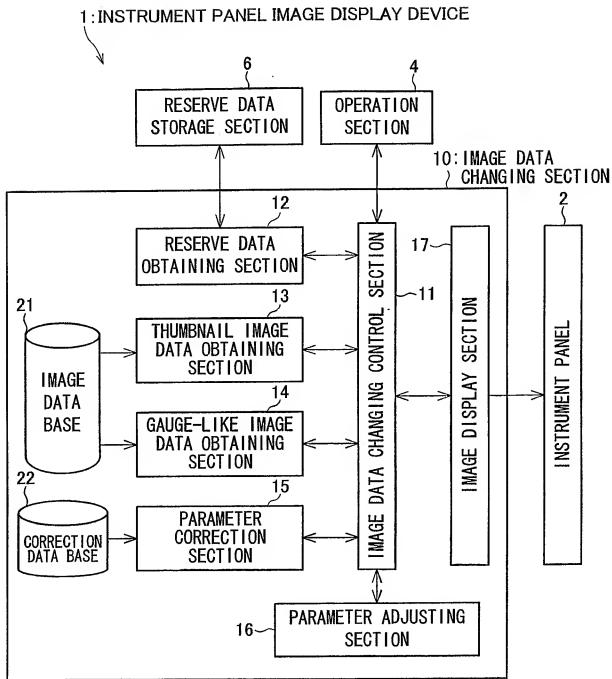 1:INSTRUMENT PANEL IMAGE DISPLAY DEVICE
6
4
RESERVE DATA
STORAGE SECTION
OPERATION
SECTION
10:IMAGE DATA
CHANGING SECTION
12
2
RESERVE DATA
OBTAINING SECTION
17
11
21
13
THUMBNAIL IMAGE
DATA OBTAINING
SECTION
IMAGE
DATA
BASE
14
GAUGE-LIKE IMAGE
DATA OBTAINING
SECTION
IMAGE DATA CHANGING CONTROL SECTION
IMAGE DISPLAY SECTION
INSTRUMENT PANEL
22
15
CORRECTION
DATA BASE
PARAMETER
CORRECTION
SECTION
16
PARAMETER ADJUSTING
SECTION